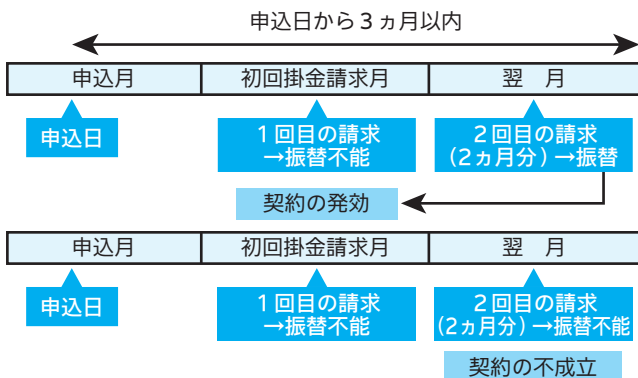 申込日から3ヵ月以内
申込月 初回掛金請求月 翌 月
申込日
1回目の請求
→振替不能
2回目の請求
(2ヵ月分)→振替
契約の発効
申込月 初回掛金請求月 翌 月
申込日
1回目の請求
→振替不能
2回目の請求
(2ヵ月分)→振替不能
契約の不成立